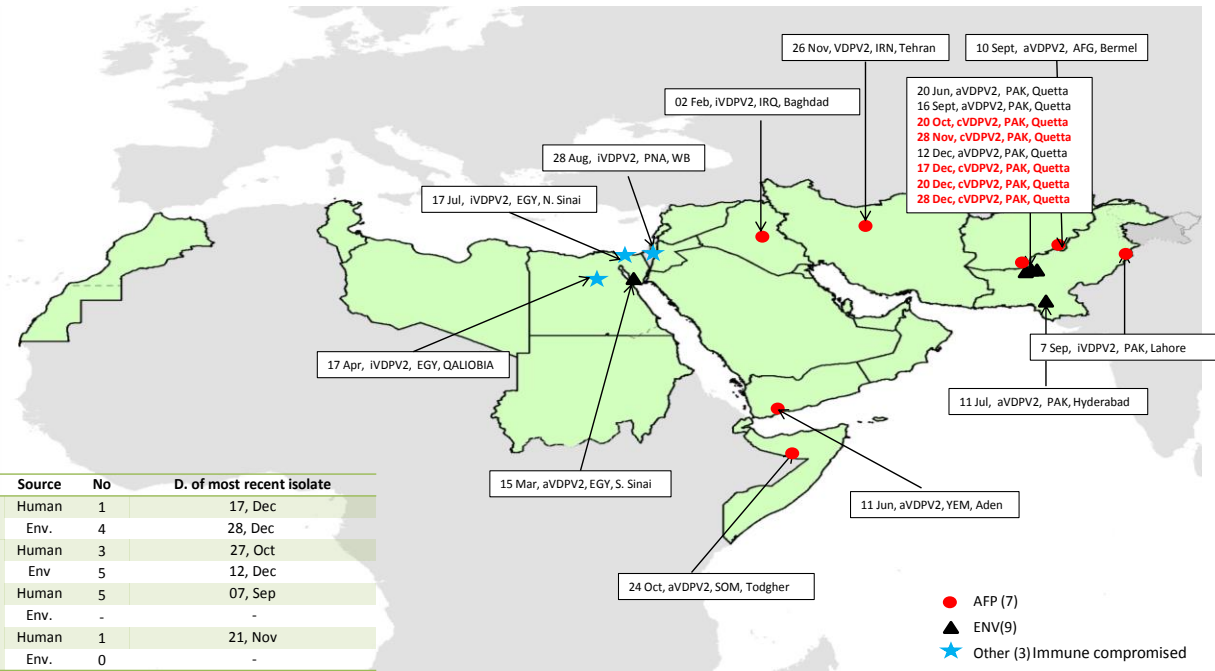 26 Nov, VDPV2, IRN, Tehran
10 Sept, aVDPV2, AFG, Bermel
20 Jun, aVDPV2, PAK, Quetta
16 Sept, aVDPV2, PAK, Quetta
20 Oct, cVDPV2, PAK, Quetta
28 Nov, cVDPV2, PAK, Quetta
12 Dec, aVDPV2, PAK, Quetta
17 Dec, cVDPV2, PAK, Quetta
20 Dec, cVDPV2, PAK, Quetta
28 Dec, cVDPV2, PAK, Quetta
02 Feb, iVDPV2, IRQ, Baghdad
28 Aug, iVDPV2, PNA, WB
17 Jul, iVDPV2, EGY, N. Sinai
17 Apr, iVDPV2, EGY, QALIOBIA
7 Sep, iVDPV2, PAK, Lahore
11 Jul, aVDPV2, PAK, Hyderabad
15 Mar, aVDPV2, EGY, S. Sinai
11 Jun, aVDPV2, YEM, Aden
24 Oct, aVDPV2, SOM, Todgher
Source No D. of most recent isolate
Human 1 17, Dec
Env. 4 28, Dec
Human 3 27, Oct
Env 5 12, Dec
Human 5 07, Sep
Env. - -
Human 1 21, Nov
Env. 0 -
AFP (7)
ENV(9)
Other (3) Immune compromised